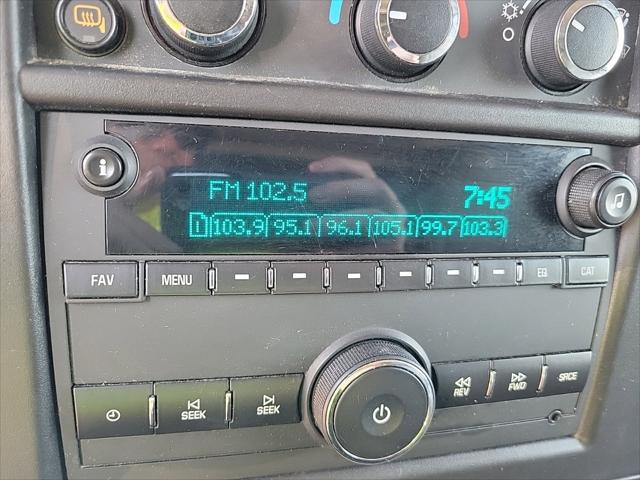 FM 102.5 7:45
1 103.9 95.1 96.1 105.1 99.7 103.3
FAV MENU EQ CAT
REV FWD SRCE
SEEK SEEK